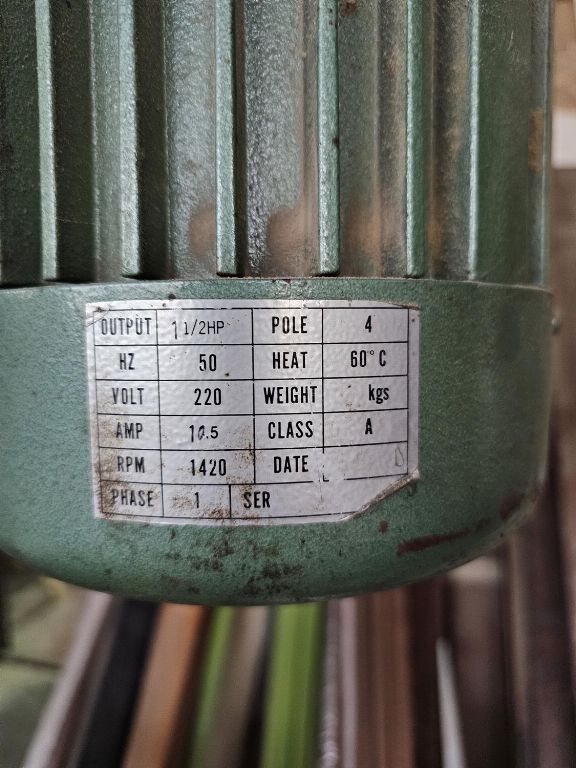 OUTPUT 1 1/2HP POLE 4
HZ 50 HEAT 60°C
VOLT 220 WEIGHT kgs
AMP 10.5 CLASS A
RPM 1420 DATE
PHASE 1 SER